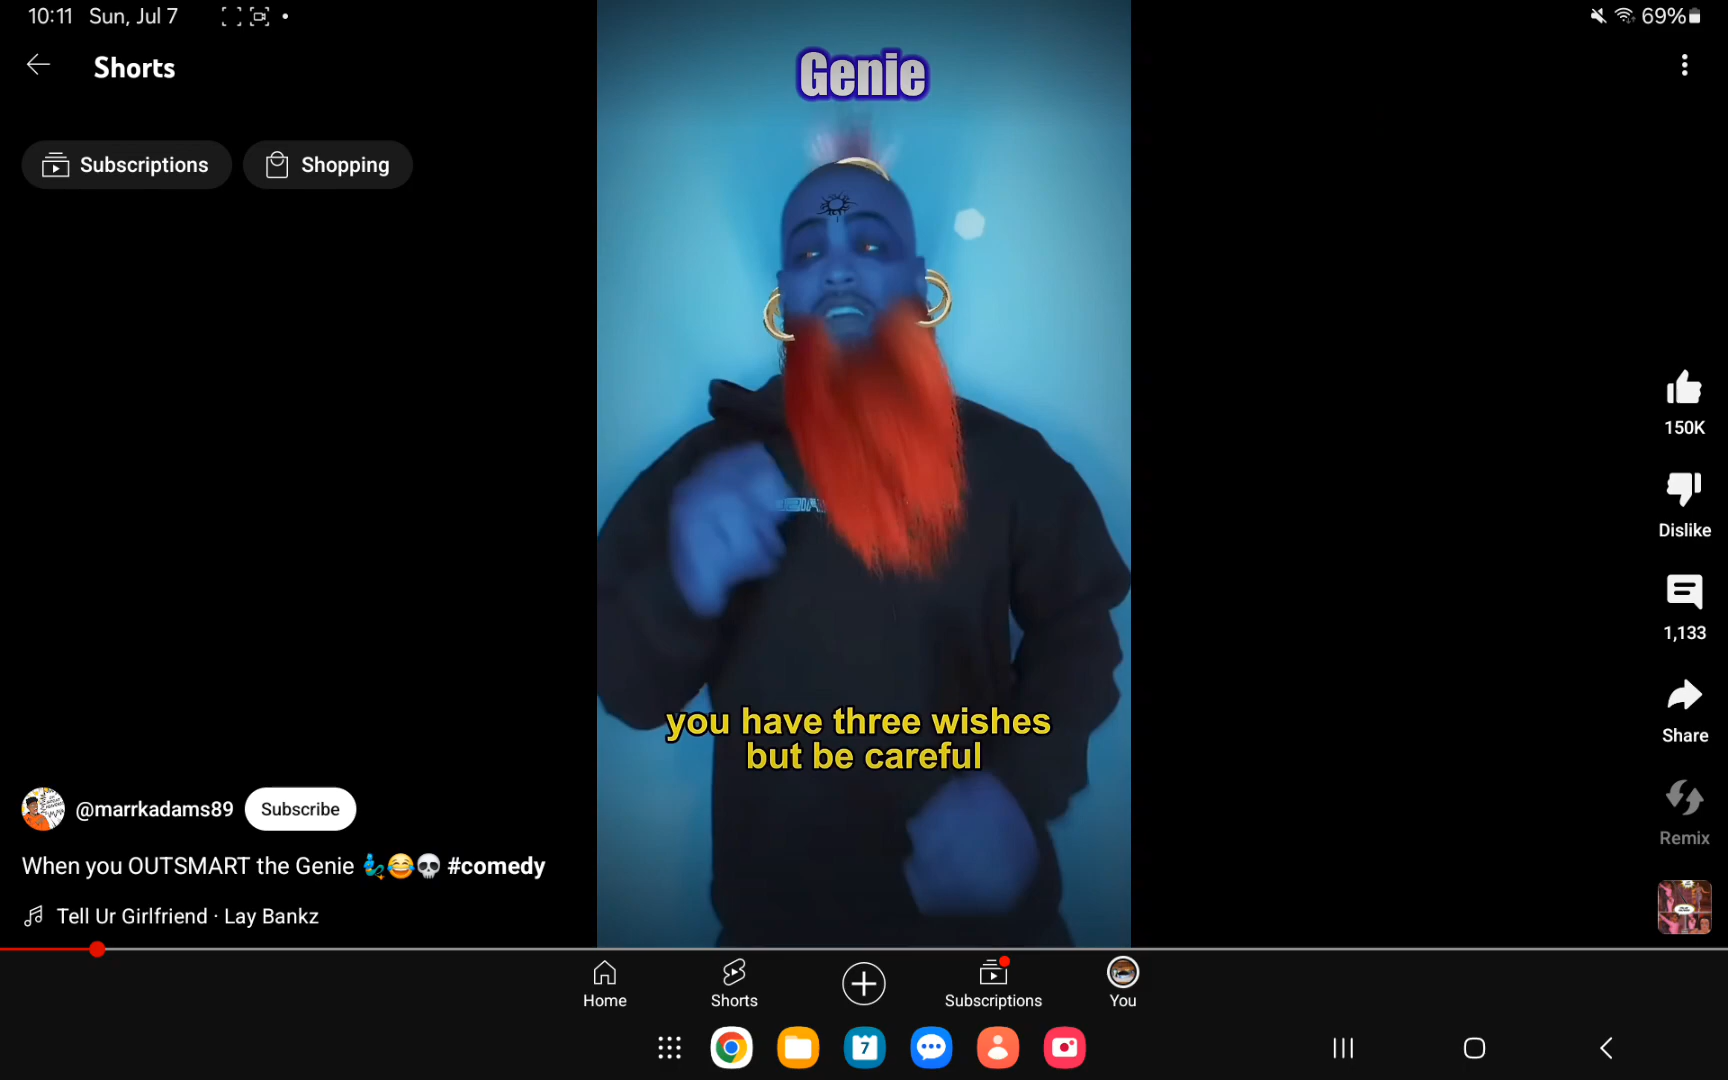 10:11 Sun, Jul 7
69%
Shorts
Genie
Subscriptions
Shopping
150K
Dislike
1,133
you have three wishes
but be careful
Share
@marrkadams89
Subscribe
Remix
When you OUTSMART the Genie 🧞‍♂️😂💀 #comedy
Tell Ur Girlfriend · Lay Bankz
Home
Shorts
Subscriptions
You
7